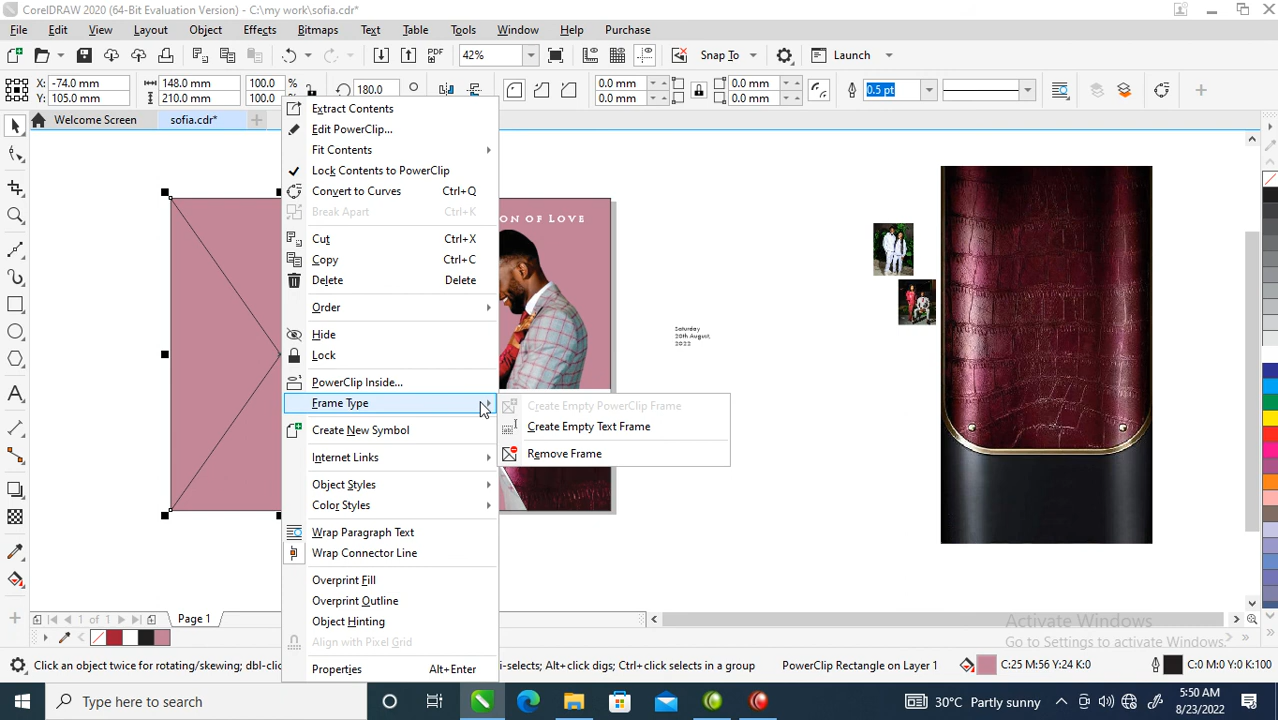 CorelDRAW 2020 (64-Bit Evaluation Version) - C:\my work\sofia.cdr*
File Edit View Layout Object Effects Bitmaps Text Table Tools Window Help Purchase
PDF 42% Snap To Launch
X: -74.0 mm 148.0 mm 100.0 % 180.0 0.0 mm 0.0 mm 0.5 pt
Y: 105.0 mm 210.0 mm 100.0 % 0.0 mm 0.0 mm
Welcome Screen sofia.cdr*
Extract Contents
Edit PowerClip...
Fit Contents
Lock Contents to PowerClip
Convert to Curves Ctrl+Q
Break Apart Ctrl+K
Cut Ctrl+X
Copy Ctrl+C
Delete Delete
Order
Hide
Lock
PowerClip Inside...
Frame Type
Create New Symbol
Internet Links
Object Styles
Color Styles
Wrap Paragraph Text
Wrap Connector Line
Overprint Fill
Overprint Outline
Object Hinting
Align with Pixel Grid
Properties Alt+Enter
Create Empty PowerClip Frame
Create Empty Text Frame
Remove Frame
ON OF LOVE
Saturday
20th August,
2022
1 of 1 Page 1
Activate Windows
Go to Settings to activate Windows.
Click an object twice for rotating/skewing; dbl-clic
i-selects; Alt+click digs; Ctrl+click selects in a group
PowerClip Rectangle on Layer 1
C:25 M:56 Y:24 K:0
C:0 M:0 Y:0 K:100
Type here to search
30°C Partly sunny
5:50 AM
8/23/2022